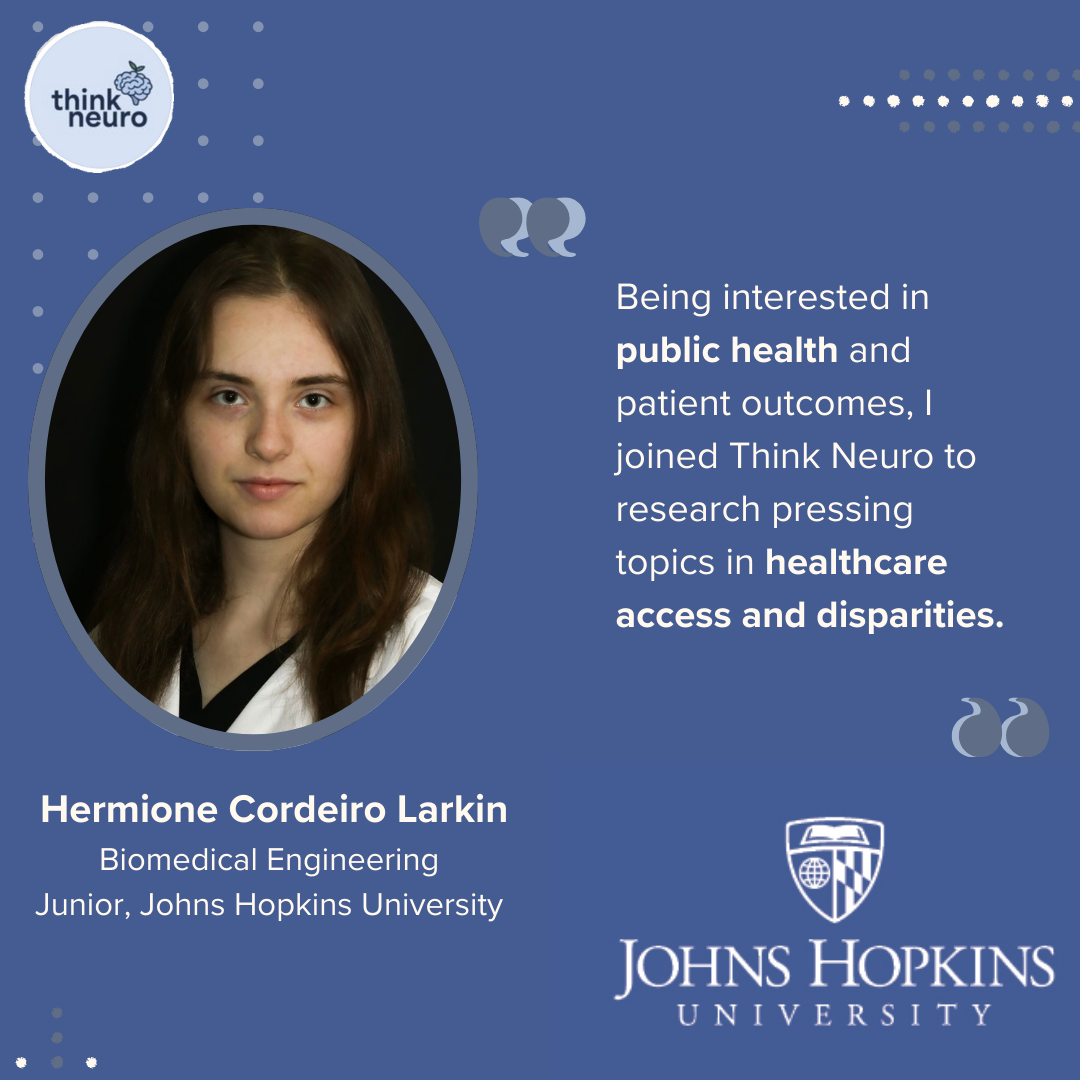 think
neuro
Being interested in
public health and
patient outcomes, I
joined Think Neuro to
research pressing
topics in healthcare
access and disparities.
Hermione Cordeiro Larkin
Biomedical Engineering
Junior, Johns Hopkins University
JOHNS HOPKINS
UNIVERSITY